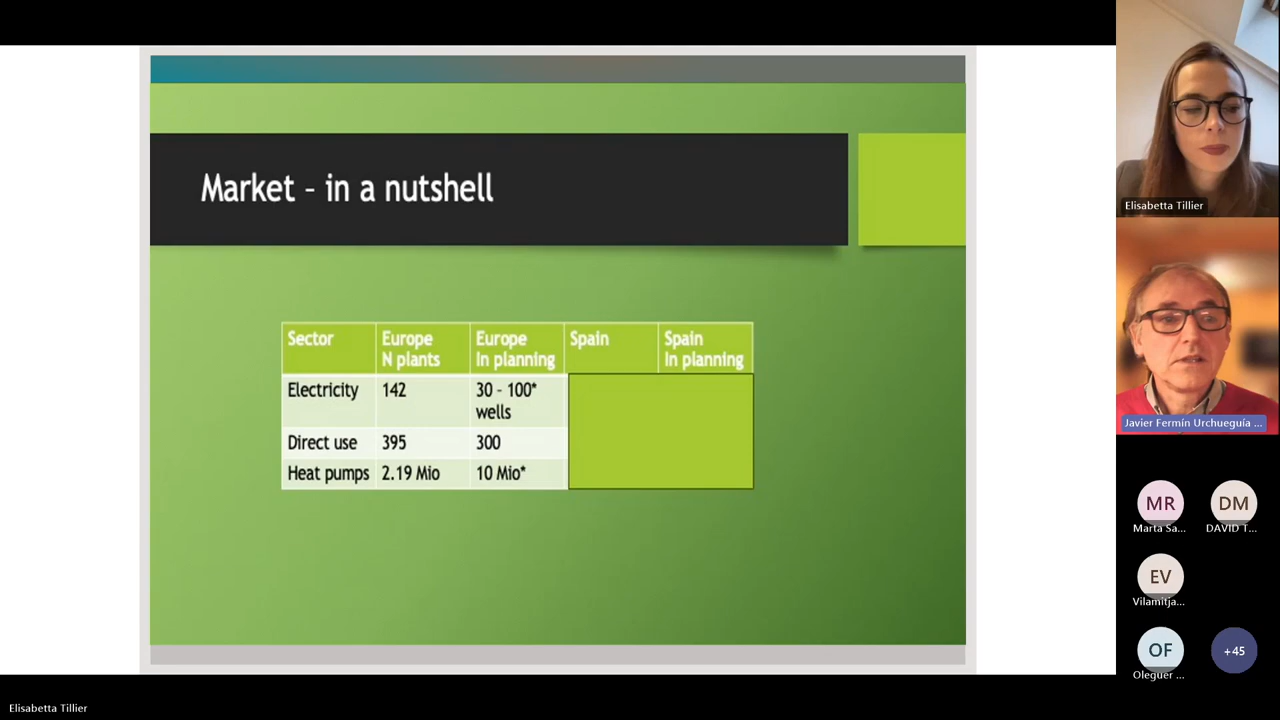 Market – in a nutshell
Sector
Europe
N plants
Europe
In planning
Spain
Spain
In planning
Electricity
142
30 – 100*
wells
Direct use
395
300
Heat pumps
2.19 Mio
10 Mio*
Elisabetta Tillier
Javier Fermín Urchueguía ...
MR
Marta Sa...
DM
DAVID T...
EV
Vilamitja...
OF
Oleguer ...
+45
Elisabetta Tillier